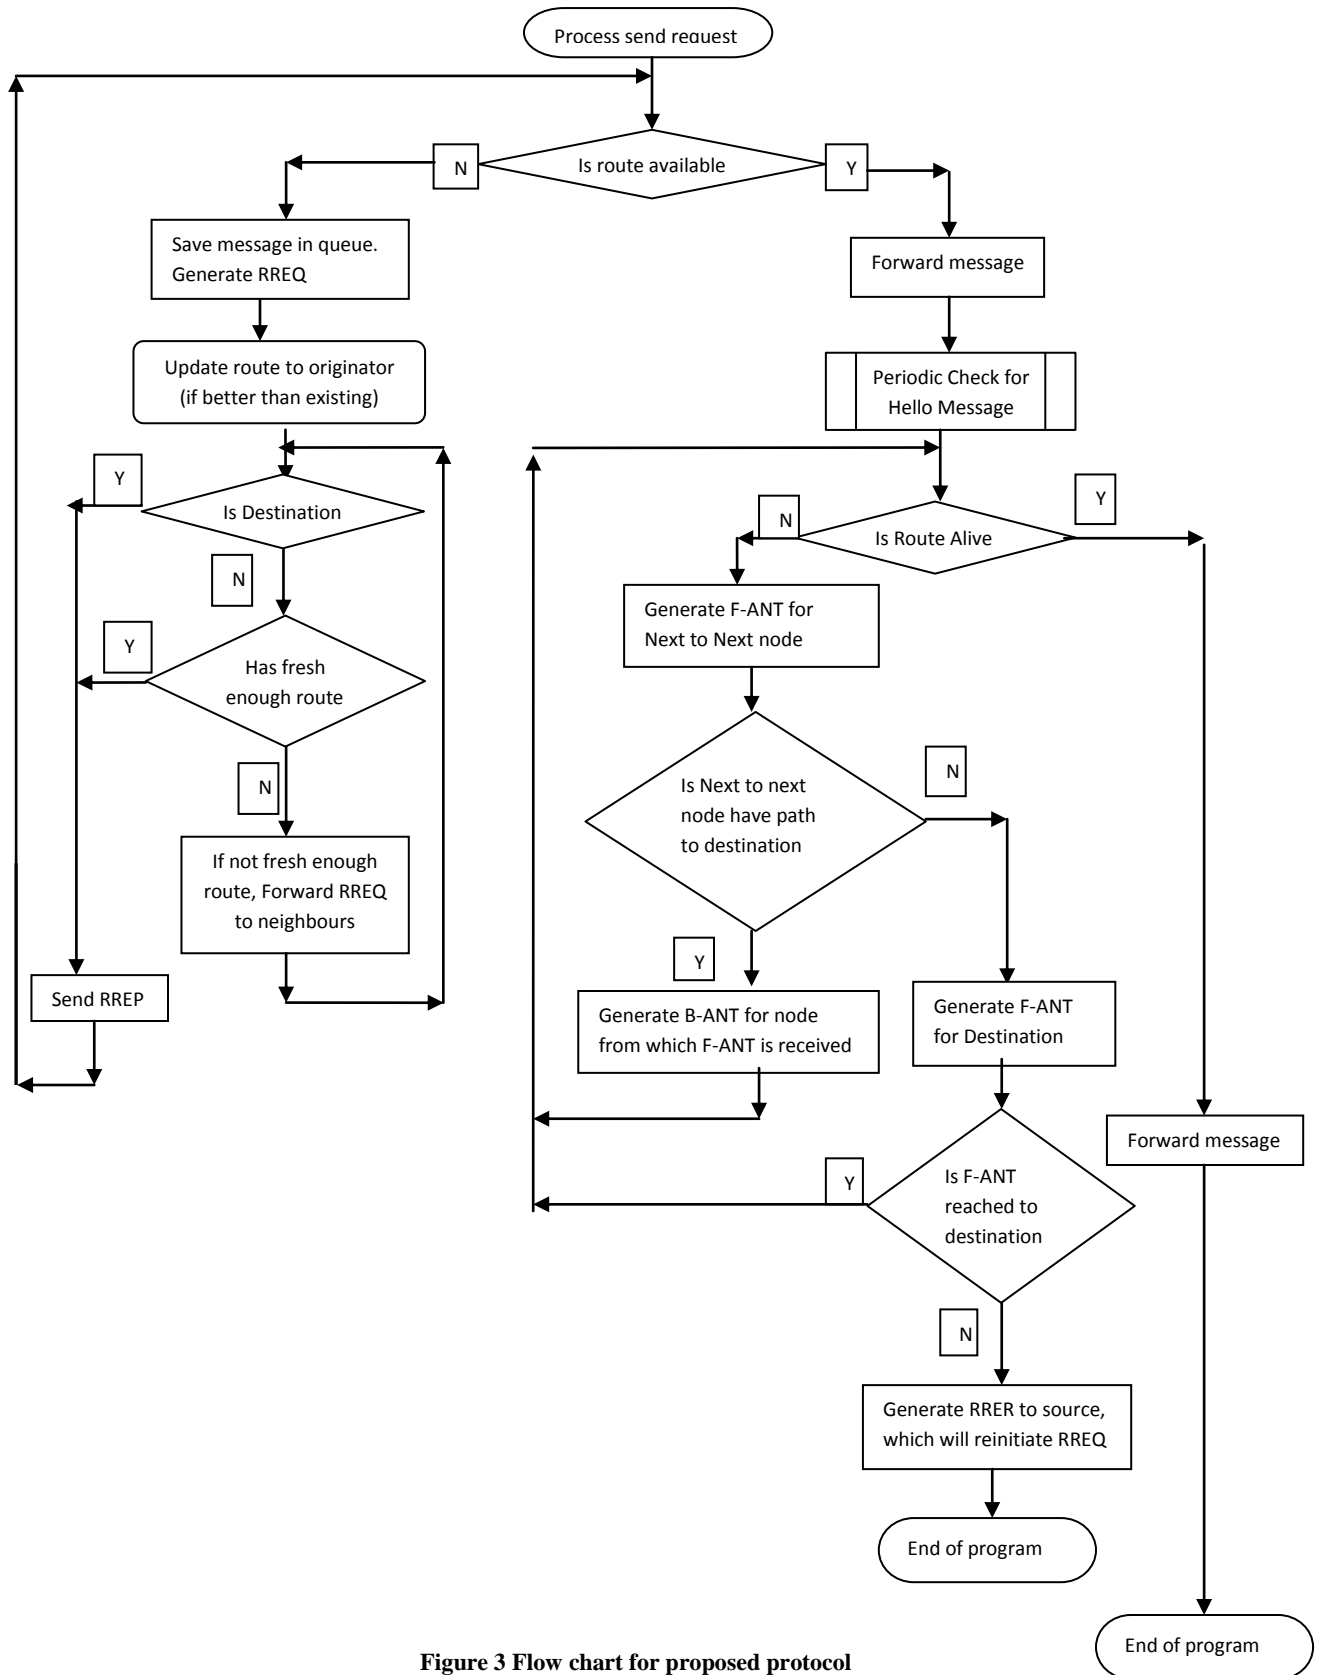 Process send request
Is route available
N
Y
Save message in queue.
Generate RREQ
Forward message
Update route to originator
(if better than existing)
Periodic Check for
Hello Message
Y
Is Destination
N
Y
Has fresh
enough route
N
If not fresh enough
route, Forward RREQ
to neighbours
Send RREP
N
Is Route Alive
Y
Generate F-ANT for
Next to Next node
Is Next to next
node have path
to destination
N
Y
Generate B-ANT for node
from which F-ANT is received
Generate F-ANT
for Destination
Forward message
Y
Is F-ANT
reached to
destination
N
Generate RRER to source,
which will reinitiate RREQ
End of program
End of program
Figure 3 Flow chart for proposed protocol